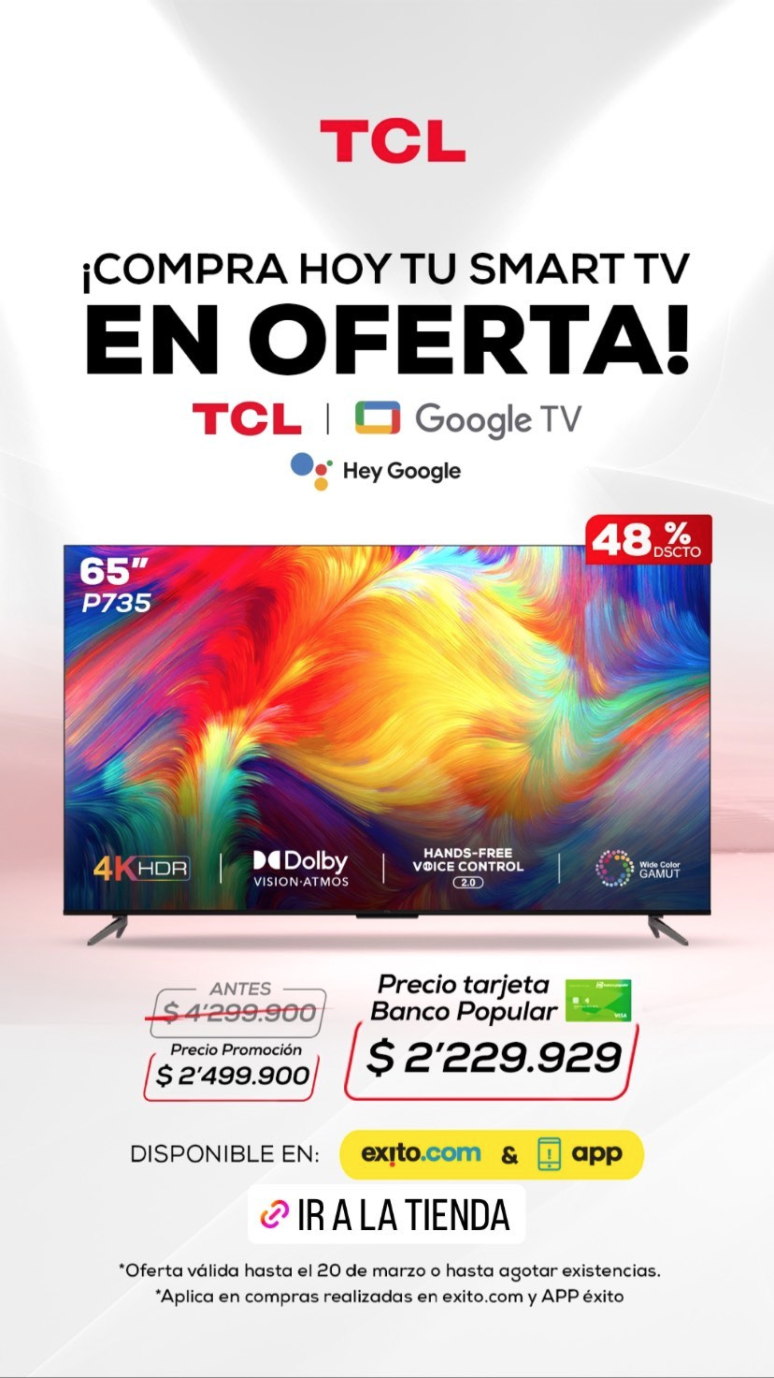 TCL
¡COMPRA HOY TU SMART TV
EN OFERTA!
TCL | Google TV
Hey Google
48% DSCTO
65"
P735
4K HDR
Dolby
VISION·ATMOS
HANDS-FREE
VOICE CONTROL
2.0
Wide Color
GAMUT
ANTES
$ 4'299.900
Precio Promoción
$ 2'499.900
Precio tarjeta
Banco Popular
VISA
$ 2'229.929
DISPONIBLE EN: exito.com & app
IR A LA TIENDA
*Oferta válida hasta el 20 de marzo o hasta agotar existencias.
*Aplica en compras realizadas en exito.com y APP éxito